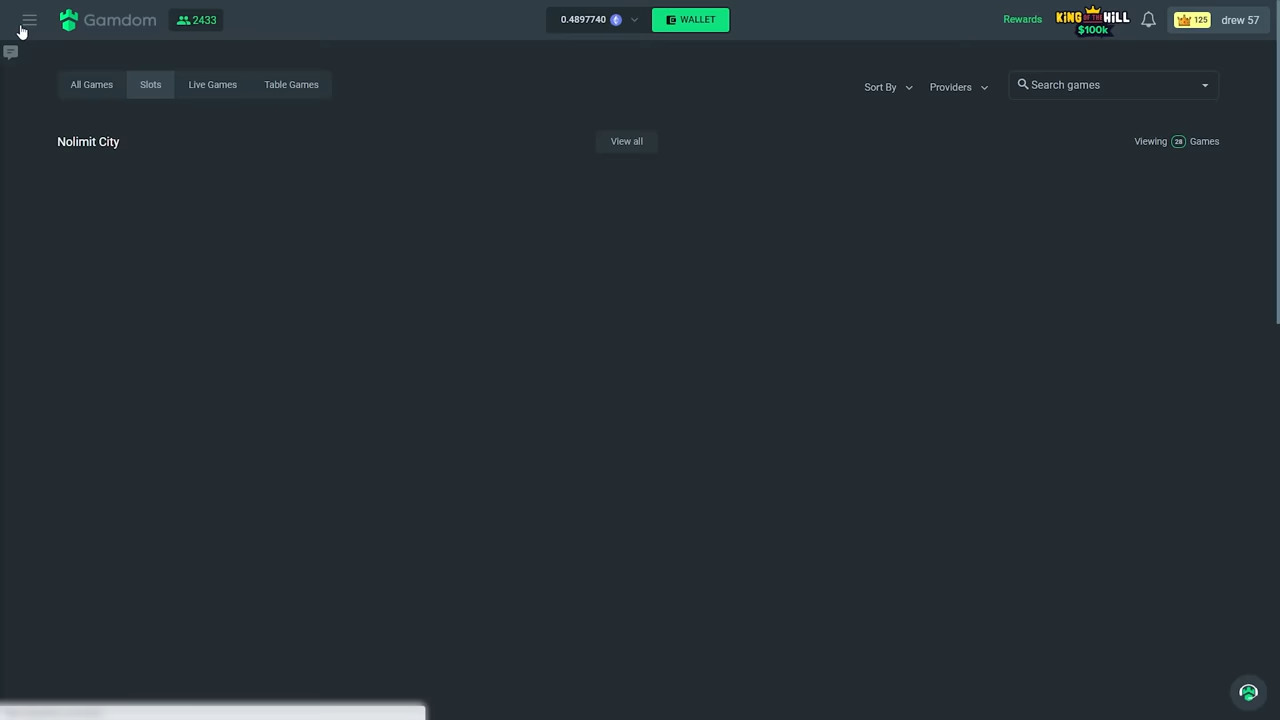 Gamdom
2433
0.4897740
WALLET
Rewards
KING OF THE HILL
$100k
125
drew 57
All Games
Slots
Live Games
Table Games
Sort By
Providers
Search games
Nolimit City
View all
Viewing 28 Games